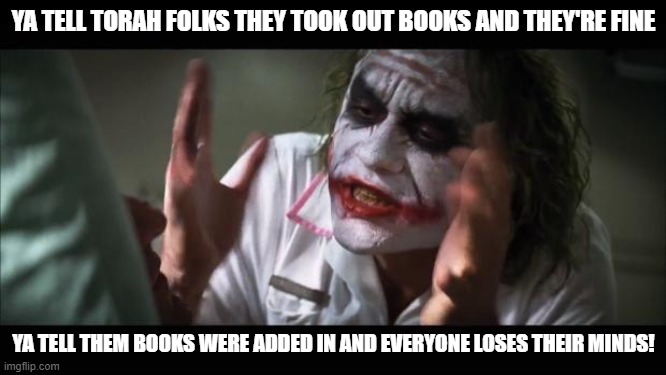 YA TELL TORAH FOLKS THEY TOOK OUT BOOKS AND THEY'RE FINE
YA TELL THEM BOOKS WERE ADDED IN AND EVERYONE LOSES THEIR MINDS!
imgflip.com